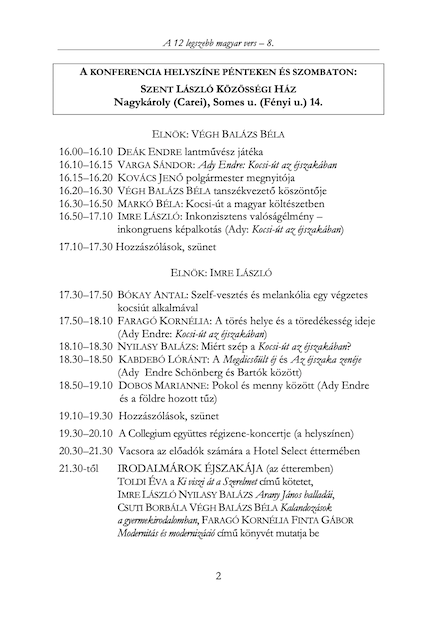 A 12 legszebb magyar vers – 8.
A KONFERENCIA HELYSZÍNE PÉNTEKEN ÉS SZOMBATON:
SZENT LÁSZLÓ KÖZÖSSÉGI HÁZ
Nagykároly (Carei), Somes u. (Fényi u.) 14.
ELNÖK: VÉGH BALÁZS BÉLA
16.00–16.10 DEÁK ENDRE lantművész játéka
16.10–16.15 VARGA SÁNDOR: Ady Endre: Kocsi-út az éjszakában
16.15–16.20 KOVÁCS JENŐ polgármester megnyitója
16.20–16.30 VÉGH BALÁZS BÉLA tanszékvezető köszöntője
16.30–16.50 MARKÓ BÉLA: Kocsi-út a magyar költészetben
16.50–17.10 IMRE LÁSZLÓ: Inkonzisztens valóságélmény –
inkongruens képalkotás (Ady: Kocsi-út az éjszakában)
17.10–17.30 Hozzászólások, szünet
ELNÖK: IMRE LÁSZLÓ
17.30–17.50 BÓKAY ANTAL: Szelf-vesztés és melankólia egy végzetes
kocsiút alkalmával
17.50–18.10 FARAGÓ KORNÉLIA: A törés helye és a töredékesség ideje
(Ady Endre: Kocsi-út az éjszakában)
18.10–18.30 NYILASY BALÁZS: Miért szép a Kocsi-út az éjszakában?
18.30–18.50 KABDEBÓ LÓRÁNT: A Megdicsőült éj és Az éjszaka zenéje
(Ady Endre Schönberg és Bartók között)
18.50–19.10 DOBOS MARIANNE: Pokol és menny között (Ady Endre
és a földre hozott tűz)
19.10–19.30 Hozzászólások, szünet
19.30–20.10 A Collegium együttes régizene-koncertje (a helyszínen)
20.30–21.30 Vacsora az előadók számára a Hotel Select éttermében
21.30-től IRODALMÁROK ÉJSZAKÁJA (az étteremben)
TOLDI ÉVA a Ki viszi át a Szerelmet című kötetet,
IMRE LÁSZLÓ NYILASY BALÁZS Arany János balladái,
CSUTI BORBÁLA VÉGH BALÁZS BÉLA Kalandozások
a gyermekirodalomban, FARAGÓ KORNÉLIA FINTA GÁBOR
Modernitás és modernizáció című könyvét mutatja be
2